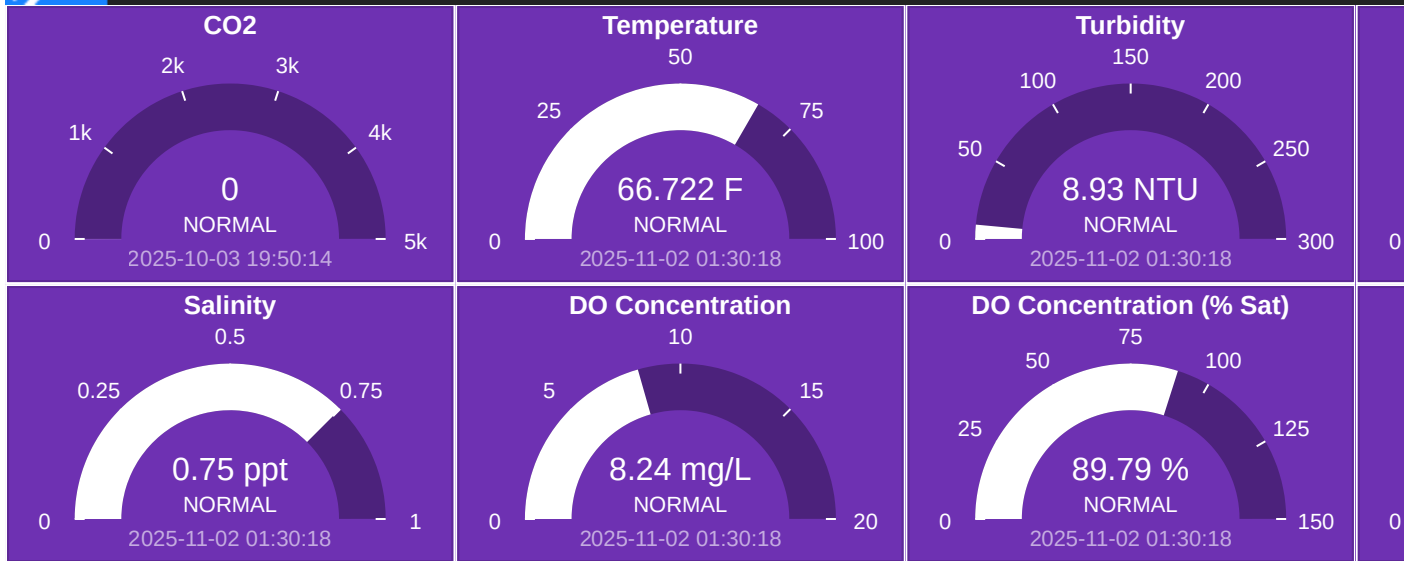 CO2
2k
3k
1k
4k
0
NORMAL
0
5k
2025-10-03 19:50:14
Temperature
50
25
75
66.722 F
NORMAL
0
100
2025-11-02 01:30:18
Turbidity
150
100
200
50
250
8.93 NTU
NORMAL
0
300
2025-11-02 01:30:18
0
Salinity
0.5
0.25
0.75
0.75 ppt
NORMAL
0
1
2025-11-02 01:30:18
DO Concentration
10
5
15
8.24 mg/L
NORMAL
0
20
2025-11-02 01:30:18
DO Concentration (% Sat)
75
50
100
25
125
89.79 %
NORMAL
0
150
2025-11-02 01:30:18
0